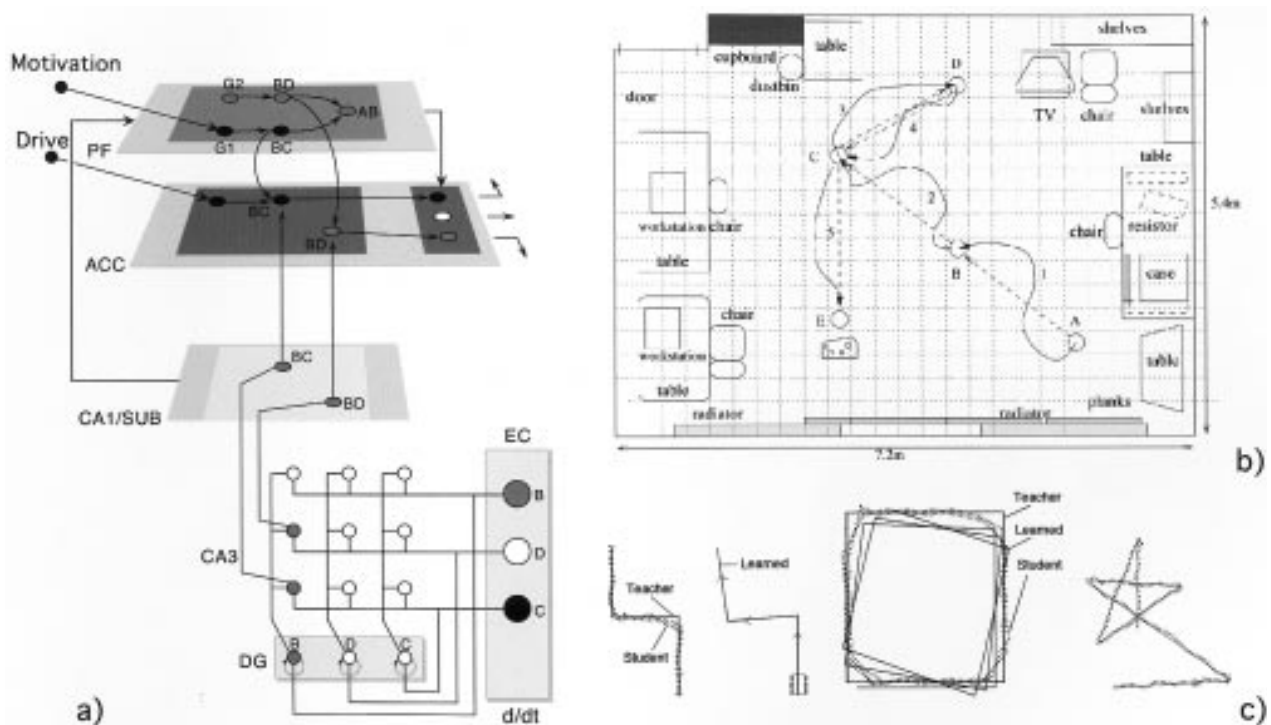 Motivation
G2
BD
AB
G1
BC
Drive
PF
BC
BD
ACC
BC
BD
CA1/SUB
EC
B
D
C
CA3
B
D
C
DG
d/dt
a)
shelves
cupboard
table
dustbin
door
D
TV
chair
shelves
3
4
C
table
workstation
chair
2
5.4m
chair
resistor
table
5
B
1
case
chair
E
A
workstation
table
table
planks
radiator
radiator
7.2m
b)
Teacher
Learned
Student
Learned
Teacher
Student
c)